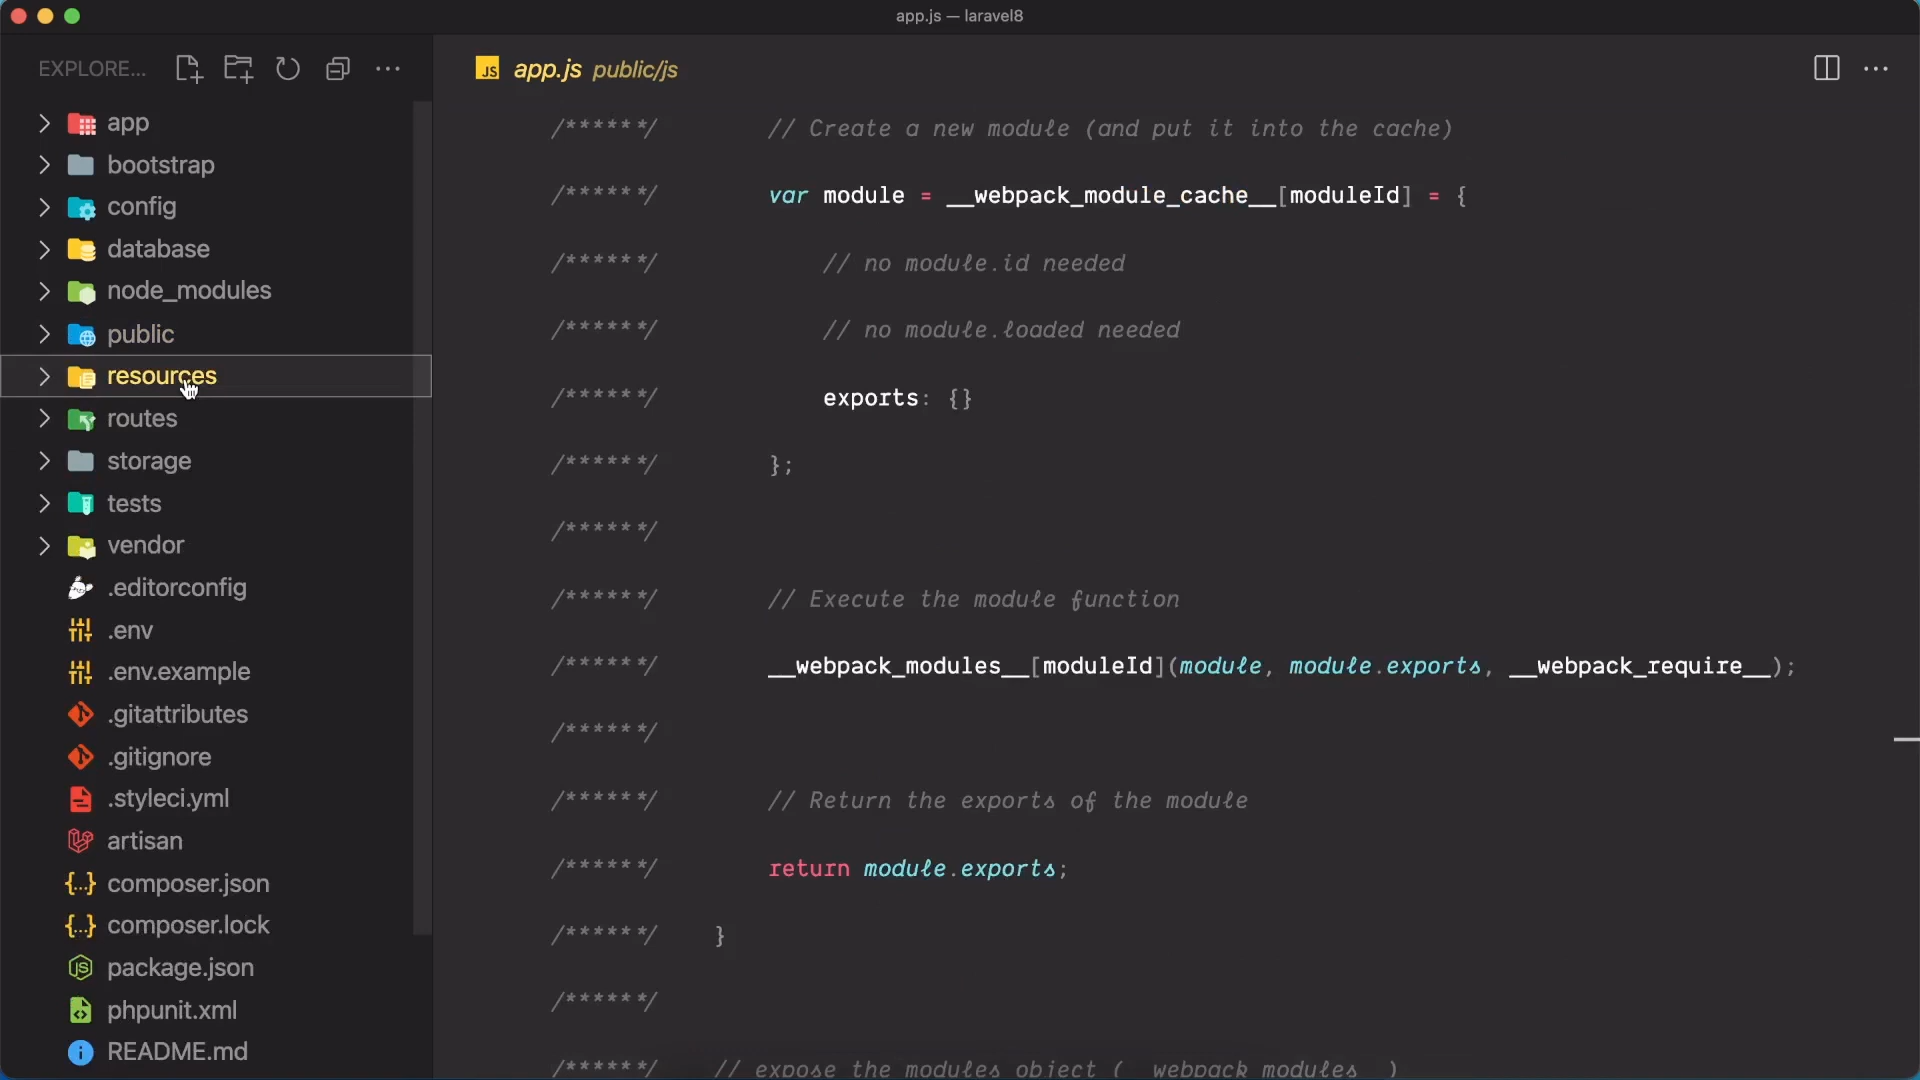 app.js — laravel8
EXPLORE...
app
bootstrap
config
database
node_modules
public
resources
routes
storage
tests
vendor
.editorconfig
.env
.env.example
.gitattributes
.gitignore
.styleci.yml
artisan
composer.json
composer.lock
package.json
phpunit.xml
README.md
JS app.js public/js
/******/ // Create a new module (and put it into the cache)
/******/ var module = __webpack_module_cache__[moduleId] = {
/******/ // no module.id needed
/******/ // no module.loaded needed
/******/ exports: {}
/******/ };
/******/
/******/ // Execute the module function
/******/ __webpack_modules__[moduleId](module, module.exports, __webpack_require__);
/******/
/******/ // Return the exports of the module
/******/ return module.exports;
/******/ }
/******/
/******/ // expose the modules object (__webpack_modules__)